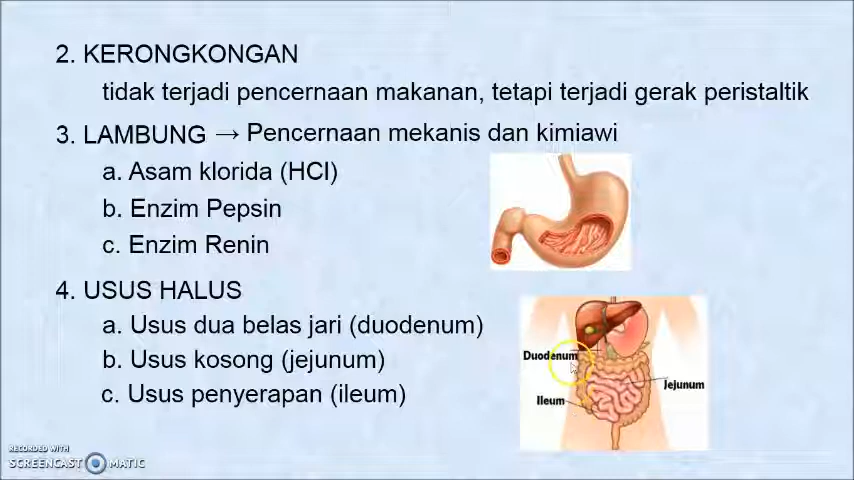 2. KERONGKONGAN
tidak terjadi pencernaan makanan, tetapi terjadi gerak peristaltik
3. LAMBUNG → Pencernaan mekanis dan kimiawi
a. Asam klorida (HCl)
b. Enzim Pepsin
c. Enzim Renin
4. USUS HALUS
a. Usus dua belas jari (duodenum)
b. Usus kosong (jejunum)
c. Usus penyerapan (ileum)
Duodenum
Jejunum
Ileum
RECORDED WITH
SCREENCAST MATIC